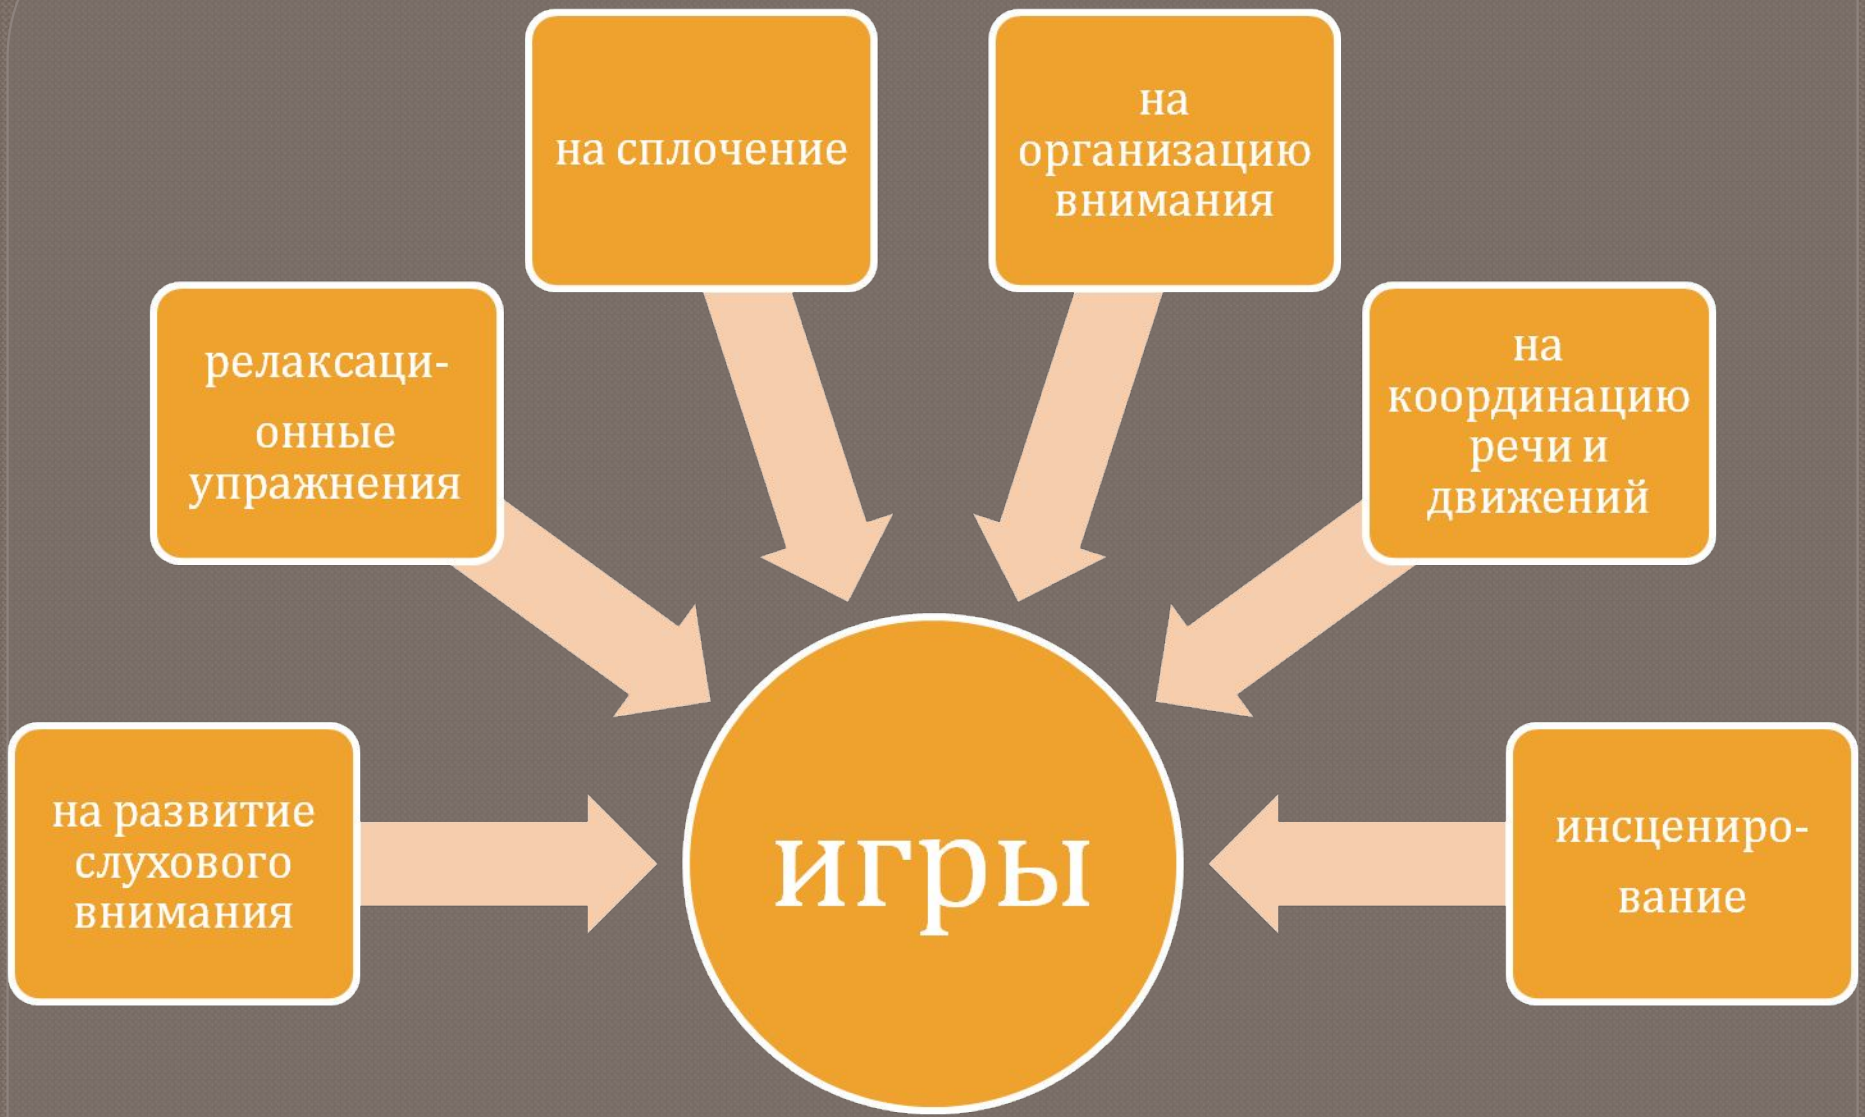 на сплочение
на
организацию
внимания
релаксаци-
онные
упражнения
на
координацию
речи и
движений
на развитие
слухового
внимания
игры
инсцениро-
вание